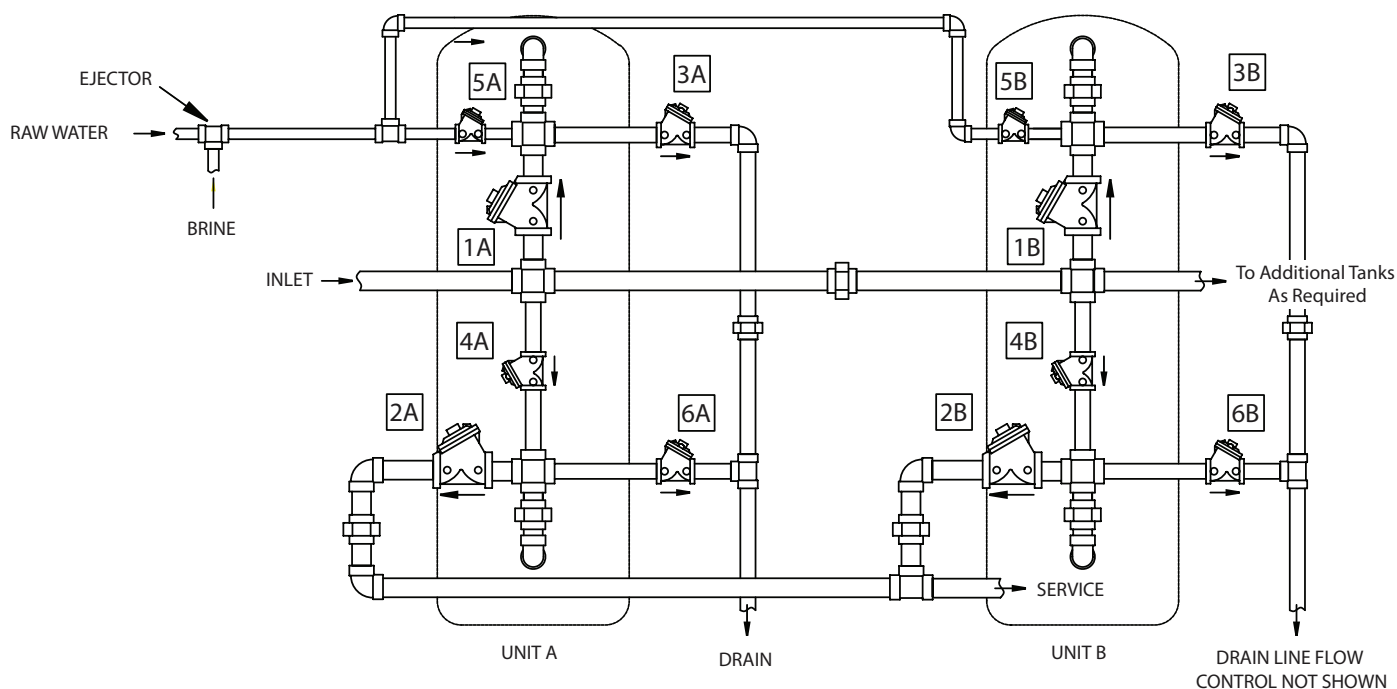 EJECTOR
5A
3A
5B
3B
RAW WATER
BRINE
1A
1B
INLET
To Additional Tanks
As Required
4A
4B
2A
6A
2B
6B
SERVICE
UNIT A
DRAIN
UNIT B
DRAIN LINE FLOW
CONTROL NOT SHOWN